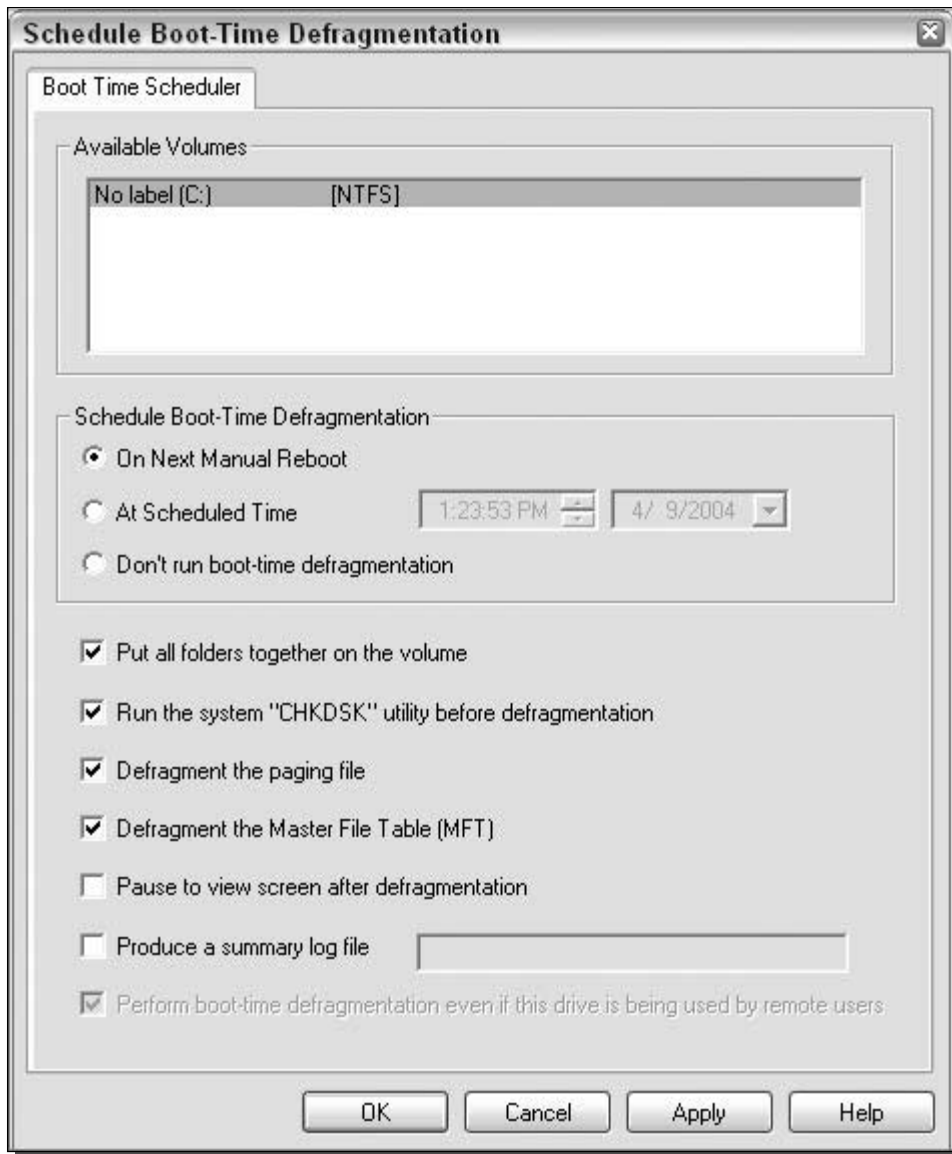 Schedule Boot-Time Defragmentation
Boot Time Scheduler
Available Volumes
No label (C:) [NTFS]
Schedule Boot-Time Defragmentation
On Next Manual Reboot
At Scheduled Time 1:23:53 PM 4/ 9/2004
Don't run boot-time defragmentation
Put all folders together on the volume
Run the system "CHKDSK" utility before defragmentation
Defragment the paging file
Defragment the Master File Table (MFT)
Pause to view screen after defragmentation
Produce a summary log file
Perform boot-time defragmentation even if this drive is being used by remote users
OK Cancel Apply Help